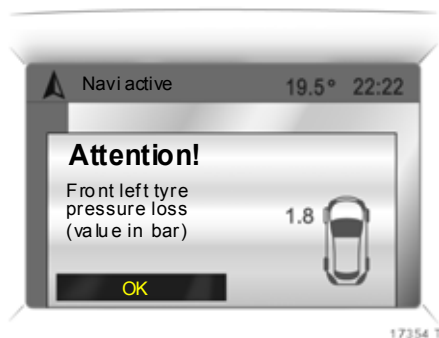 Navi active 19.5° 22:22
Attention!
Front left tyre
pressure loss
(value in bar)
1.8
OK
17354 T